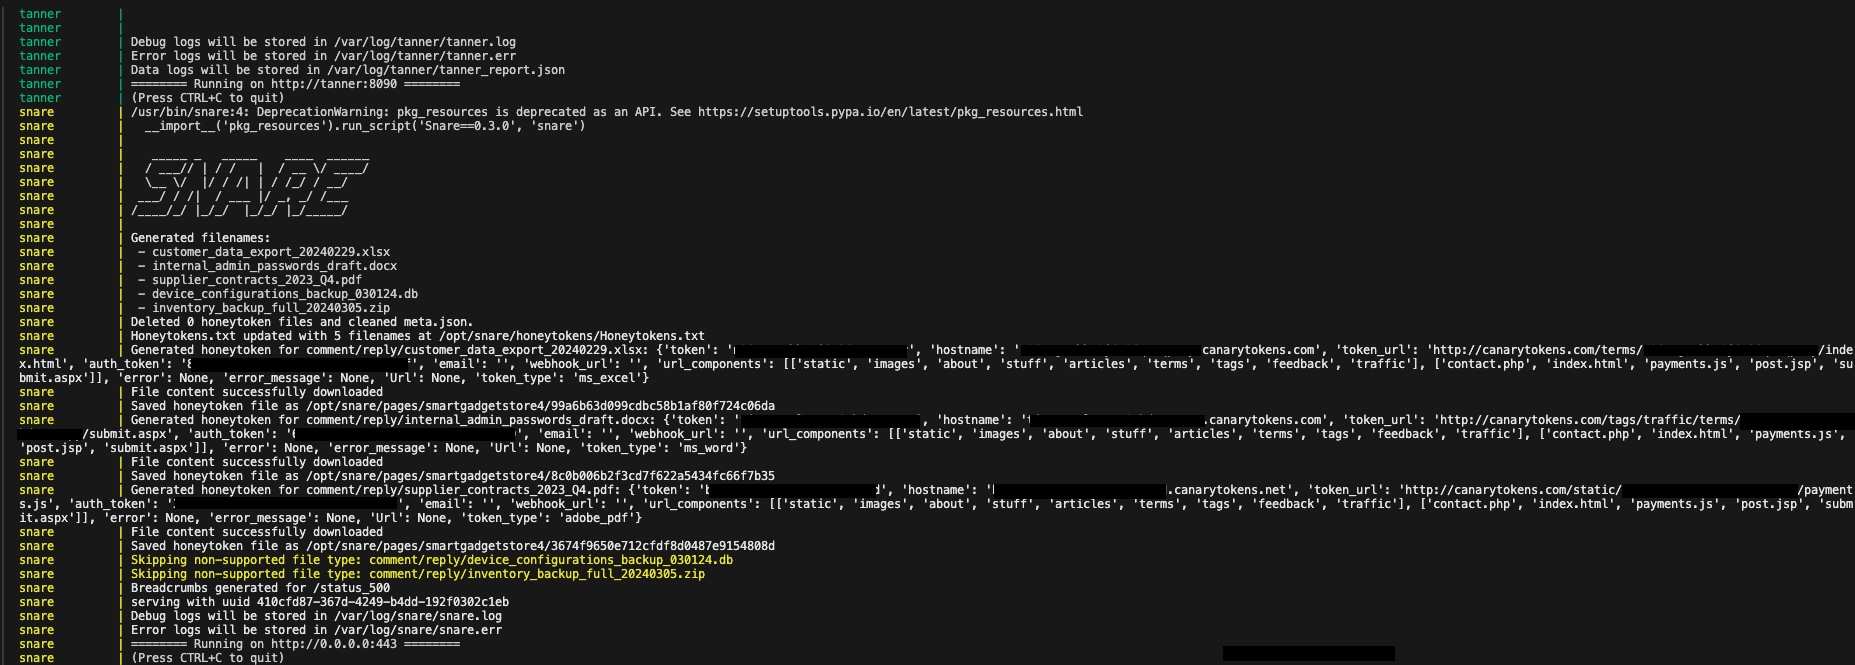 tanner |
tanner |
tanner | Debug logs will be stored in /var/log/tanner/tanner.log
tanner | Error logs will be stored in /var/log/tanner/tanner.err
tanner | Data logs will be stored in /var/log/tanner/tanner_report.json
tanner | ======== Running on http://tanner:8090 ========
tanner | (Press CTRL+C to quit)
snare | /usr/bin/snare:4: DeprecationWarning: pkg_resources is deprecated as an API. See https://setuptools.pypa.io/en/latest/pkg_resources.html
snare |   __import__('pkg_resources').run_script('Snare==0.3.0', 'snare')
snare |
snare |    _____ _   _____    ____  ______
snare |   / ___// | / /   |  / __ \/ ____/
snare |   \__ \/  |/ / /| | / /_/ / __/
snare |  ___/ / /|  / ___ |/ _, _/ /___
snare | /____/_/ |_/_/  |_/_/ |_/_____/
snare |
snare | Generated filenames:
snare |  - customer_data_export_20240229.xlsx
snare |  - internal_admin_passwords_draft.docx
snare |  - supplier_contracts_2023_Q4.pdf
snare |  - device_configurations_backup_030124.db
snare |  - inventory_backup_full_20240305.zip
snare | Deleted 0 honeytoken files and cleaned meta.json.
snare | Honeytokens.txt updated with 5 filenames at /opt/snare/honeytokens/Honeytokens.txt
snare | Generated honeytoken for comment/reply/customer_data_export_20240229.xlsx: {'token': ', 'hostname': ' canarytokens.com', 'token_url': 'http://canarytokens.com/terms/ /inde
x.html', 'auth_token': '8 ', 'email': '', 'webhook_url': '', 'url_components': [['static', 'images', 'about', 'stuff', 'articles', 'terms', 'tags', 'feedback', 'traffic'], ['contact.php', 'index.html', 'payments.js', 'post.jsp', 'su
bmit.aspx']], 'error': None, 'error_message': None, 'Url': None, 'token_type': 'ms_excel'}
snare | File content successfully downloaded
snare | Saved honeytoken file as /opt/snare/pages/smartgadgetstore4/99a6b63d099cdbc58b1af80f724c06da
snare | Generated honeytoken for comment/reply/internal_admin_passwords_draft.docx: {'token': ' , 'hostname': ' .canarytokens.com', 'token_url': 'http://canarytokens.com/tags/traffic/terms/
/submit.aspx', 'auth_token': '6 ', 'email': '', 'webhook_url': '', 'url_components': [['static', 'images', 'about', 'stuff', 'articles', 'terms', 'tags', 'feedback', 'traffic'], ['contact.php', 'index.html', 'payments.js',
'post.jsp', 'submit.aspx']], 'error': None, 'error_message': None, 'Url': None, 'token_type': 'ms_word'}
snare | File content successfully downloaded
snare | Saved honeytoken file as /opt/snare/pages/smartgadgetstore4/8c0b006b2f3cd7f622a5434fc66f7b35
snare | Generated honeytoken for comment/reply/supplier_contracts_2023_Q4.pdf: {'token': 'b ', 'hostname': ' .canarytokens.net', 'token_url': 'http://canarytokens.com/static/ /payment
s.js', 'auth_token': ' ', 'email': '', 'webhook_url': '', 'url_components': [['static', 'images', 'about', 'stuff', 'articles', 'terms', 'tags', 'feedback', 'traffic'], ['contact.php', 'index.html', 'payments.js', 'post.jsp', 'subm
it.aspx']], 'error': None, 'error_message': None, 'Url': None, 'token_type': 'adobe_pdf'}
snare | File content successfully downloaded
snare | Saved honeytoken file as /opt/snare/pages/smartgadgetstore4/3674f9650e712cfdf8d0487e9154808d
snare | Skipping non-supported file type: comment/reply/device_configurations_backup_030124.db
snare | Skipping non-supported file type: comment/reply/inventory_backup_full_20240305.zip
snare | Breadcrumbs generated for /status_500
snare | serving with uuid 410cfd87-367d-4249-b4dd-192f0302c1eb
snare | Debug logs will be stored in /var/log/snare/snare.log
snare | Error logs will be stored in /var/log/snare/snare.err
snare | ======== Running on http://0.0.0.0:443 ========
snare | (Press CTRL+C to quit)